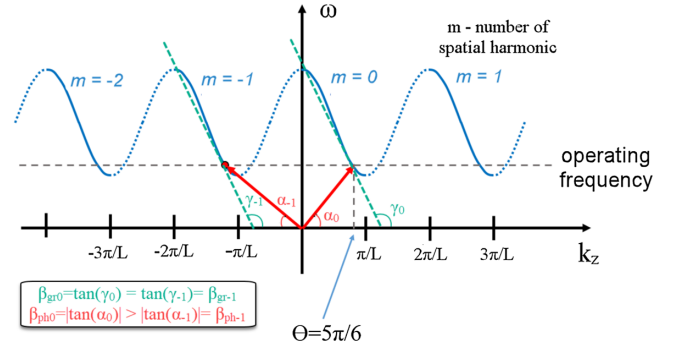 ω
m - number of
spatial harmonic
m = -2
m = -1
m = 0
m = 1
operating
frequency
γ-1
α-1
α0
γ0
-3π/L
-2π/L
-π/L
π/L
2π/L
3π/L
kz
βgr0=tan(γ0) = tan(γ-1)= βgr-1
βph0=|tan(α0)| > |tan(α-1)|= βph-1
ϴ=5π/6